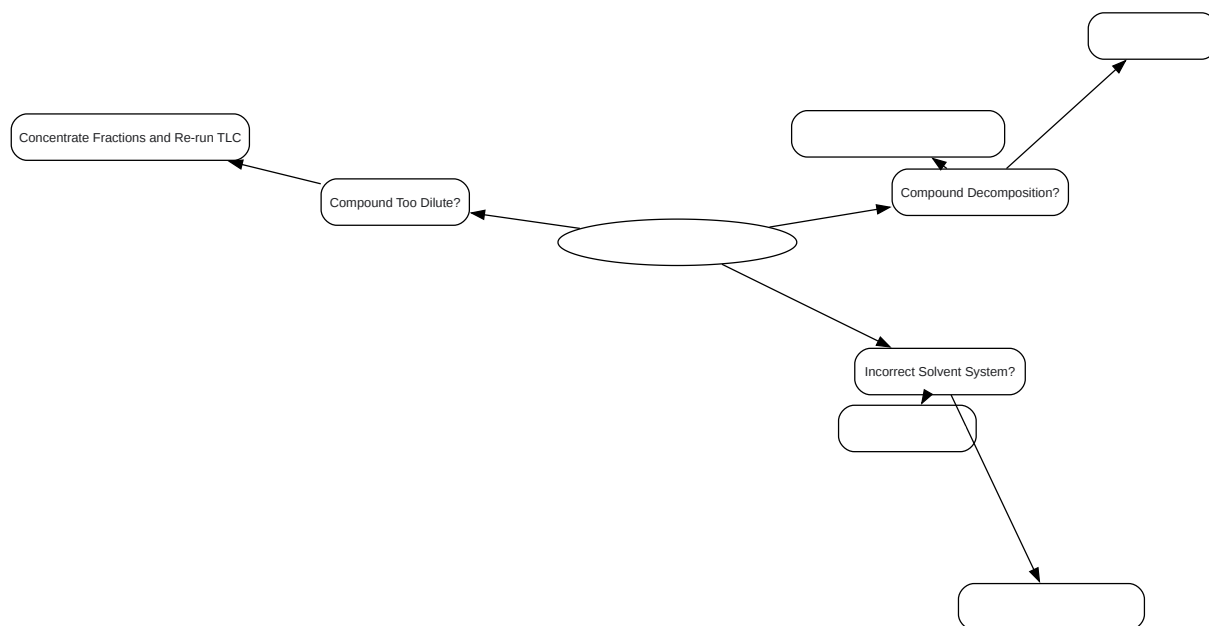 Concentrate Fractions and Re-run TLC
Compound Too Dilute?
Compound Decomposition?
Incorrect Solvent System?